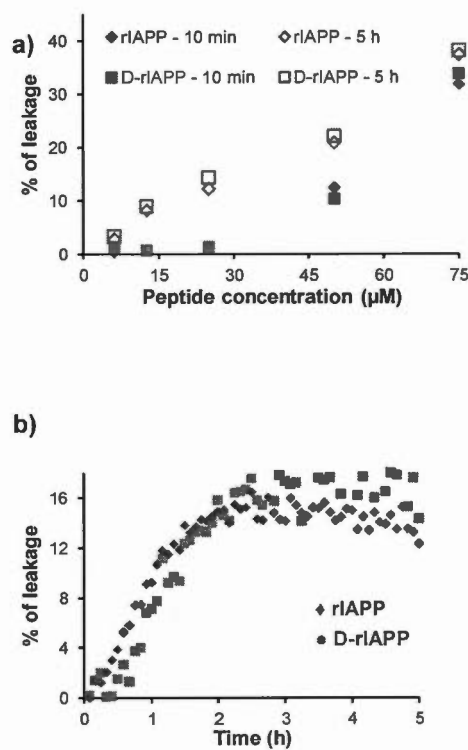 a)
40
30
20
10
0
% of leakage
rIAPP - 10 min
rIAPP - 5 h
D-rIAPP - 10 min
D-rIAPP - 5 h
0 15 30 45 60 75
Peptide concentration (µM)
b)
16
12
8
4
0
% of leakage
rIAPP
D-rIAPP
0 1 2 3 4 5
Time (h)